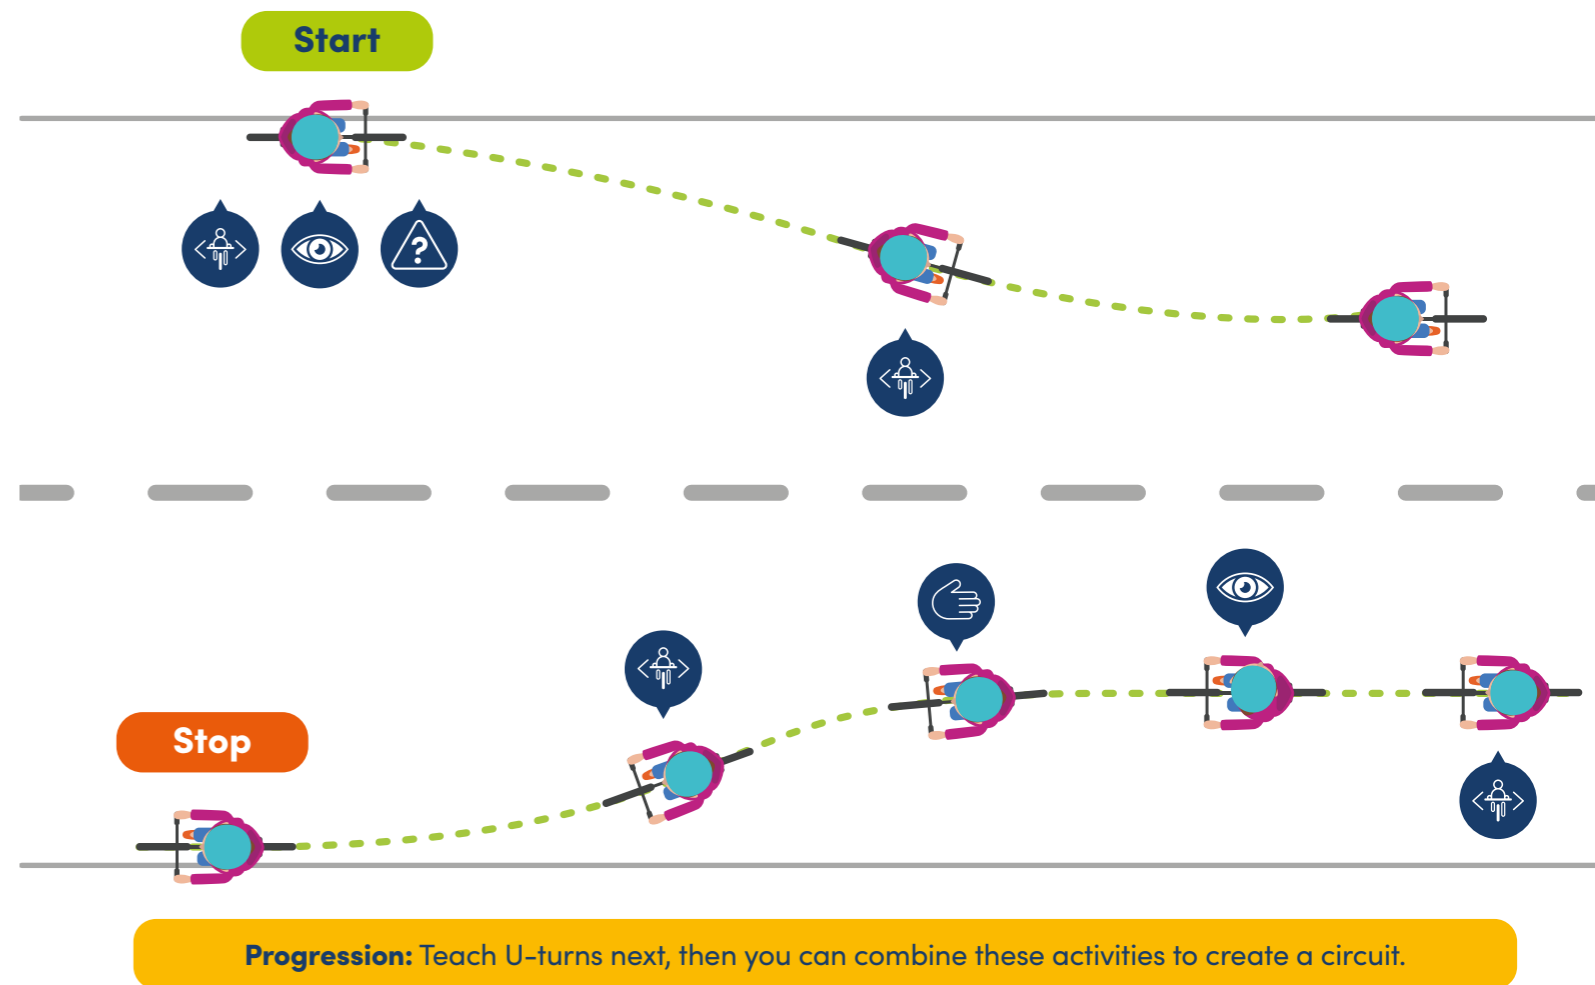 Start
?
Stop
Progression: Teach U-turns next, then you can combine these activities to create a circuit.